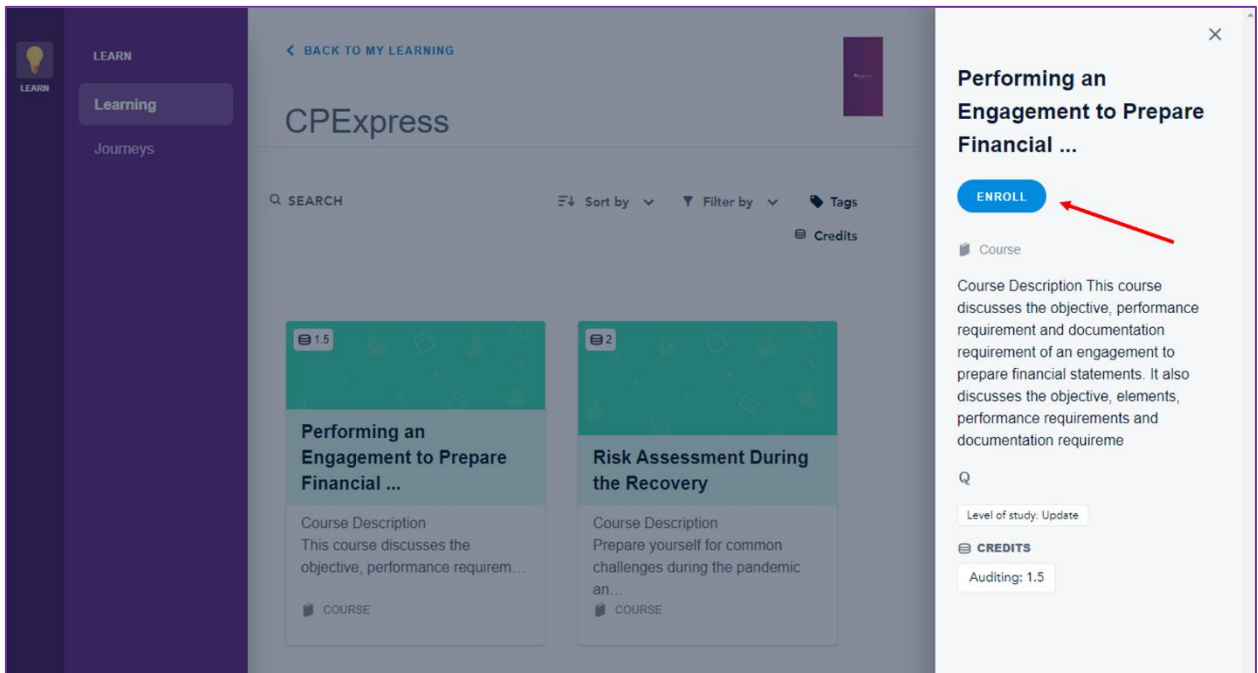 LEARN
LEARN
Learning
Journeys
BACK TO MY LEARNING
CPExpress
SEARCH
Sort by
Filter by
Tags
Credits
1.5
Performing an
Engagement to Prepare
Financial ...
Course Description
This course discusses the
objective, performance requirem...
COURSE
2
Risk Assessment During
the Recovery
Course Description
Prepare yourself for common
challenges during the pandemic
an...
COURSE
Performing an
Engagement to Prepare
Financial ...
ENROLL
Course
Course Description This course
discusses the objective, performance
requirement and documentation
requirement of an engagement to
prepare financial statements. It also
discusses the objective, elements,
performance requirements and
documentation requireme
Q
Level of study: Update
CREDITS
Auditing: 1.5